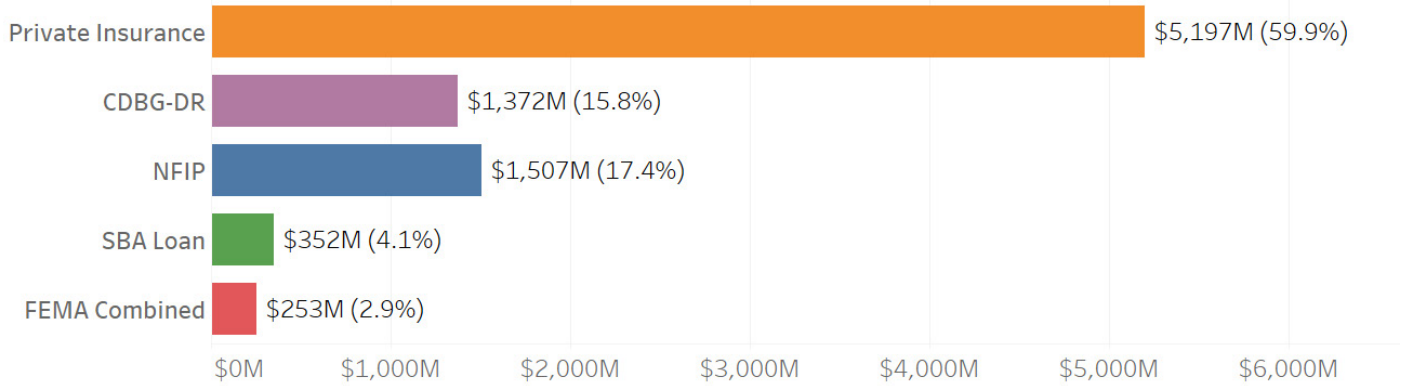 Private Insurance $5,197M (59.9%)
CDBG-DR $1,372M (15.8%)
NFIP $1,507M (17.4%)
SBA Loan $352M (4.1%)
FEMA Combined $253M (2.9%)
$0M $1,000M $2,000M $3,000M $4,000M $5,000M $6,000M